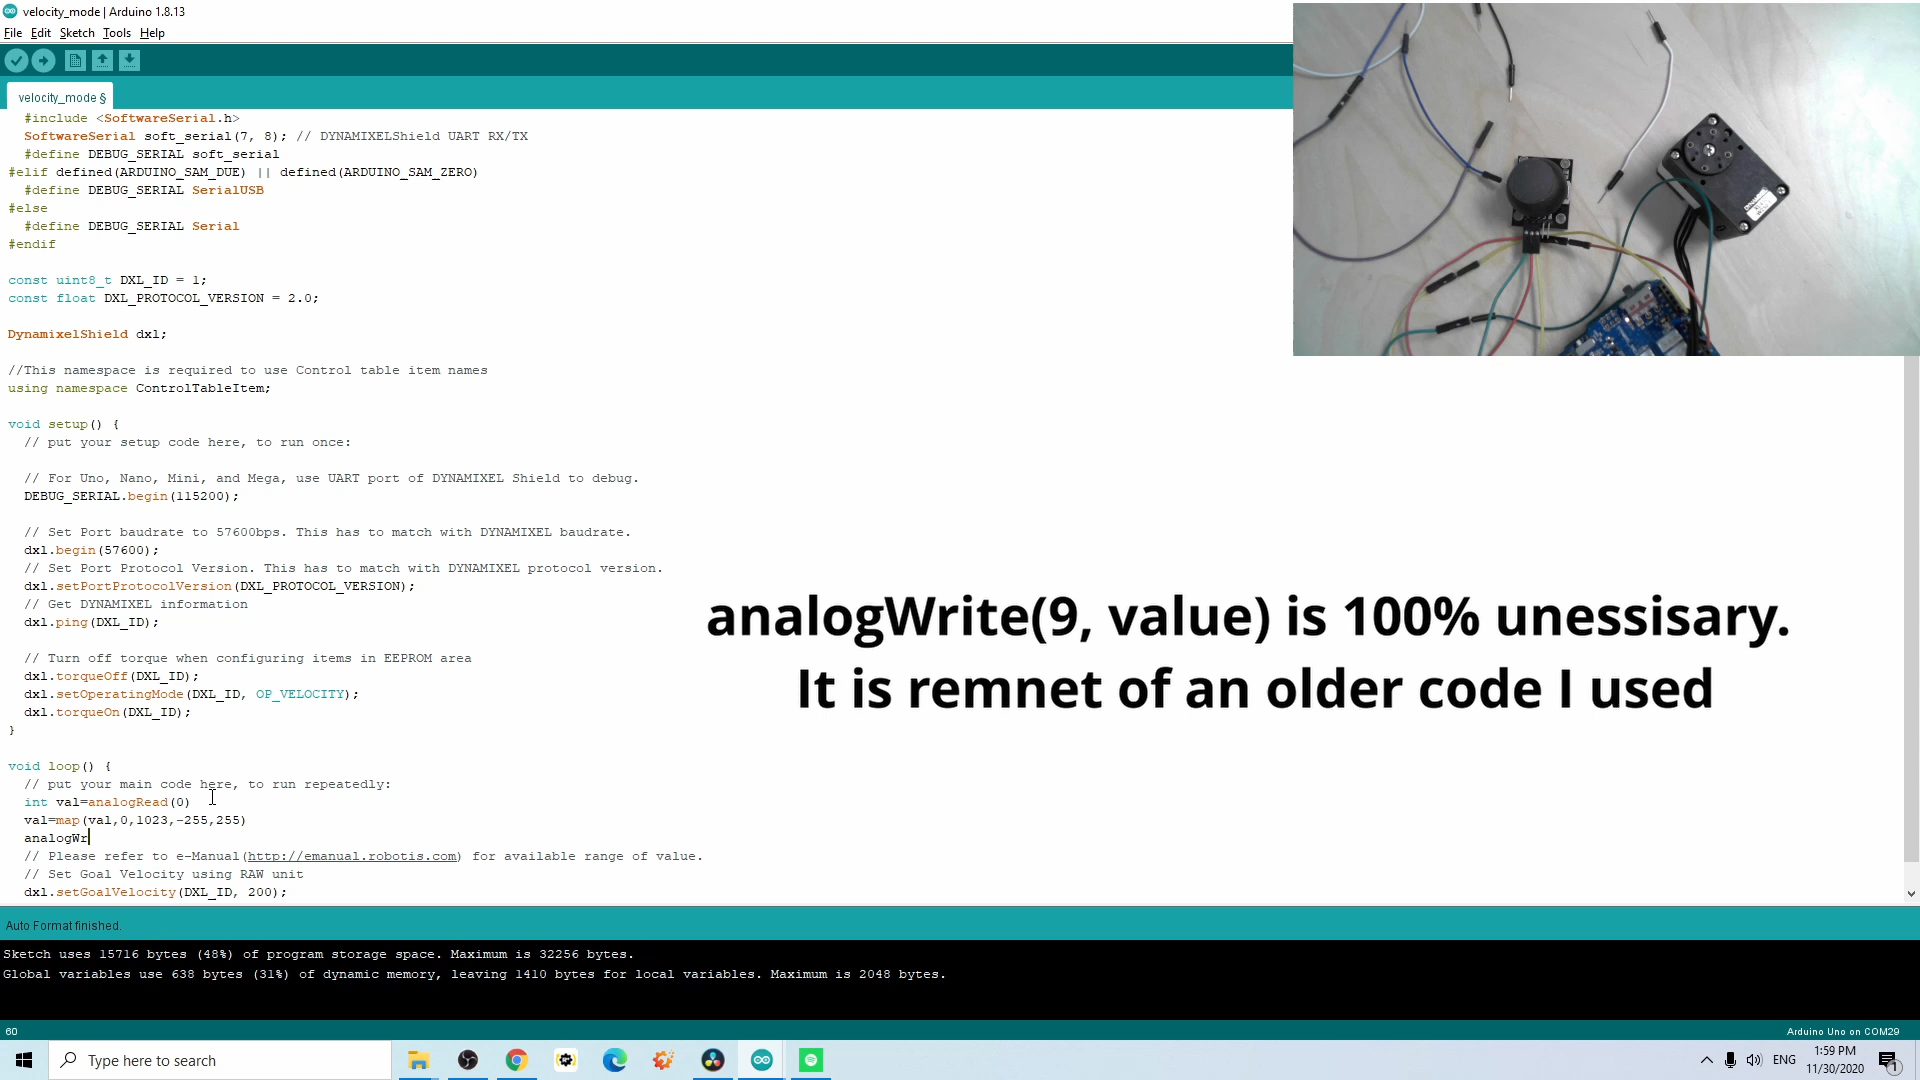 velocity_mode | Arduino 1.8.13
File Edit Sketch Tools Help
velocity_mode §
#include <SoftwareSerial.h>
SoftwareSerial soft_serial(7, 8); // DYNAMIXELShield UART RX/TX
#define DEBUG_SERIAL soft_serial
#elif defined(ARDUINO_SAM_DUE) || defined(ARDUINO_SAM_ZERO)
#define DEBUG_SERIAL SerialUSB
#else
#define DEBUG_SERIAL Serial
#endif
const uint8_t DXL_ID = 1;
const float DXL_PROTOCOL_VERSION = 2.0;
DynamixelShield dxl;
//This namespace is required to use Control table item names
using namespace ControlTableItem;
void setup() {
// put your setup code here, to run once:
// For Uno, Nano, Mini, and Mega, use UART port of DYNAMIXEL Shield to debug.
DEBUG_SERIAL.begin(115200);
// Set Port baudrate to 57600bps. This has to match with DYNAMIXEL baudrate.
dxl.begin(57600);
// Set Port Protocol Version. This has to match with DYNAMIXEL protocol version.
dxl.setPortProtocolVersion(DXL_PROTOCOL_VERSION);
// Get DYNAMIXEL information
dxl.ping(DXL_ID);
// Turn off torque when configuring items in EEPROM area
dxl.torqueOff(DXL_ID);
dxl.setOperatingMode(DXL_ID, OP_VELOCITY);
dxl.torqueOn(DXL_ID);
}
void loop() {
// put your main code here, to run repeatedly:
int val=analogRead(0)
val=map(val,0,1023,-255,255)
analogWr
// Please refer to e-Manual(http://emanual.robotis.com) for available range of value.
// Set Goal Velocity using RAW unit
dxl.setGoalVelocity(DXL_ID, 200);
analogWrite(9, value) is 100% unessisary.
It is remnet of an older code I used
Auto Format finished.
Sketch uses 15716 bytes (48%) of program storage space. Maximum is 32256 bytes.
Global variables use 638 bytes (31%) of dynamic memory, leaving 1410 bytes for local variables. Maximum is 2048 bytes.
60
Arduino Uno on COM29
Type here to search
ENG
1:59 PM
11/30/2020
1